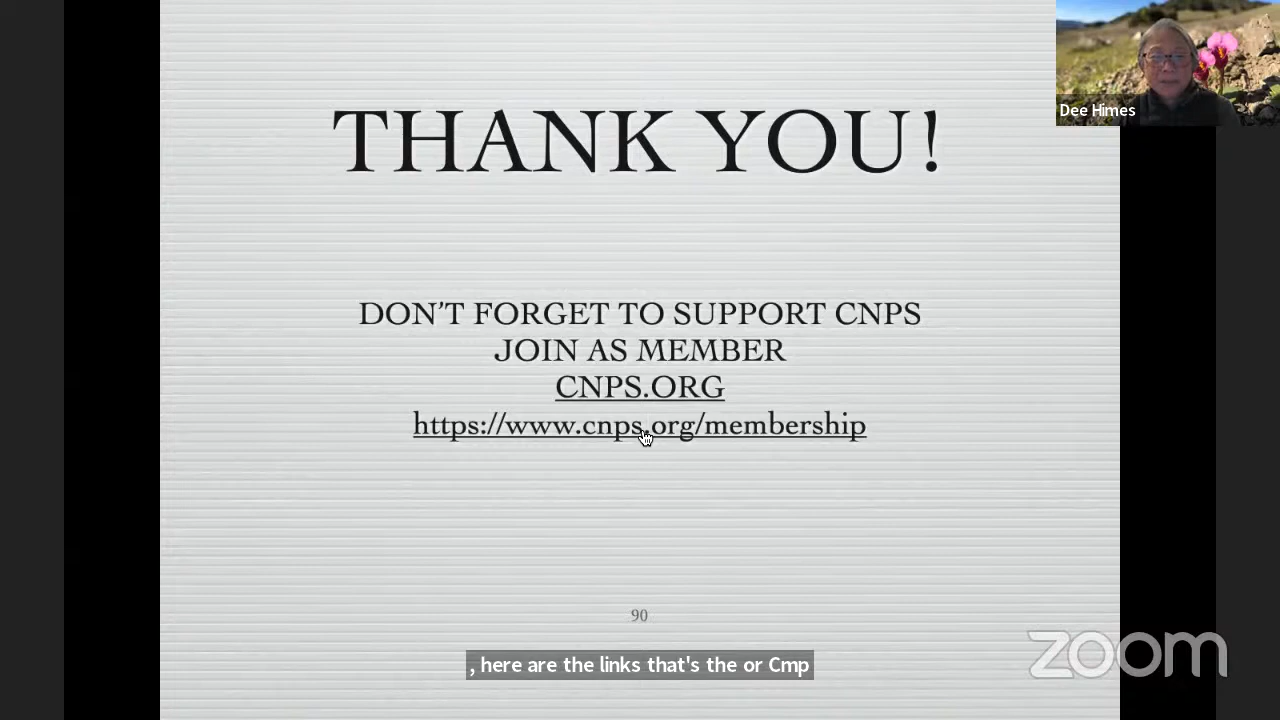 Dee Himes
THANK YOU!
DON'T FORGET TO SUPPORT CNPS
JOIN AS MEMBER
CNPS.ORG
https://www.cnps.org/membership
90
, here are the links that's the or Cmp
zoom